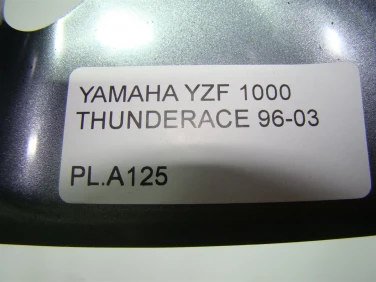 YAMAHA YZF 1000
THUNDERACE 96-03
PL.A125